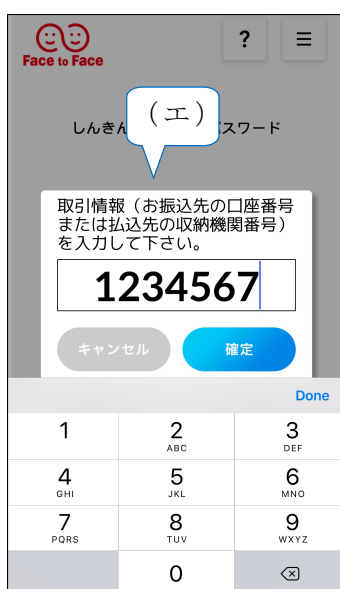 Face to Face
?
しんきん
スワード
(エ)
取引情報（お振込先の口座番号
または払込先の収納機関番号）
を入力して下さい。
1234567
キャンセル
確定
Done
1
2
ABC
3
DEF
4
GHI
5
JKL
6
MNO
7
PQRS
8
TUV
9
WXYZ
0